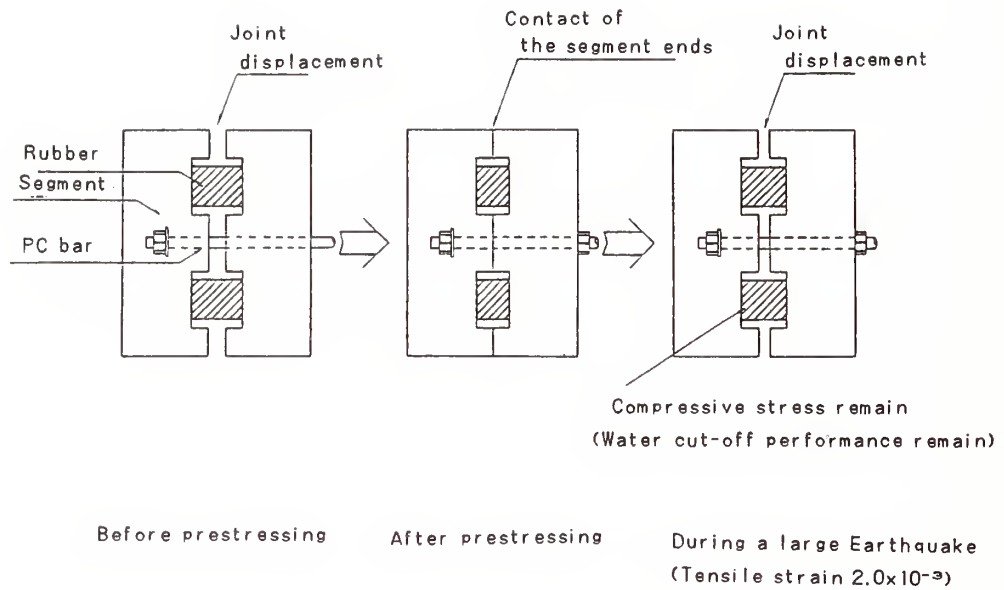 Joint
displacement
Contact of
the segment ends
Joint
displacement
Rubber
Segment
PC bar
Compressive stress remain
(Water cut-off performance remain)
Before prestressing
After prestressing
During a large Earthquake
(Tensile strain 2.0x10⁻³)